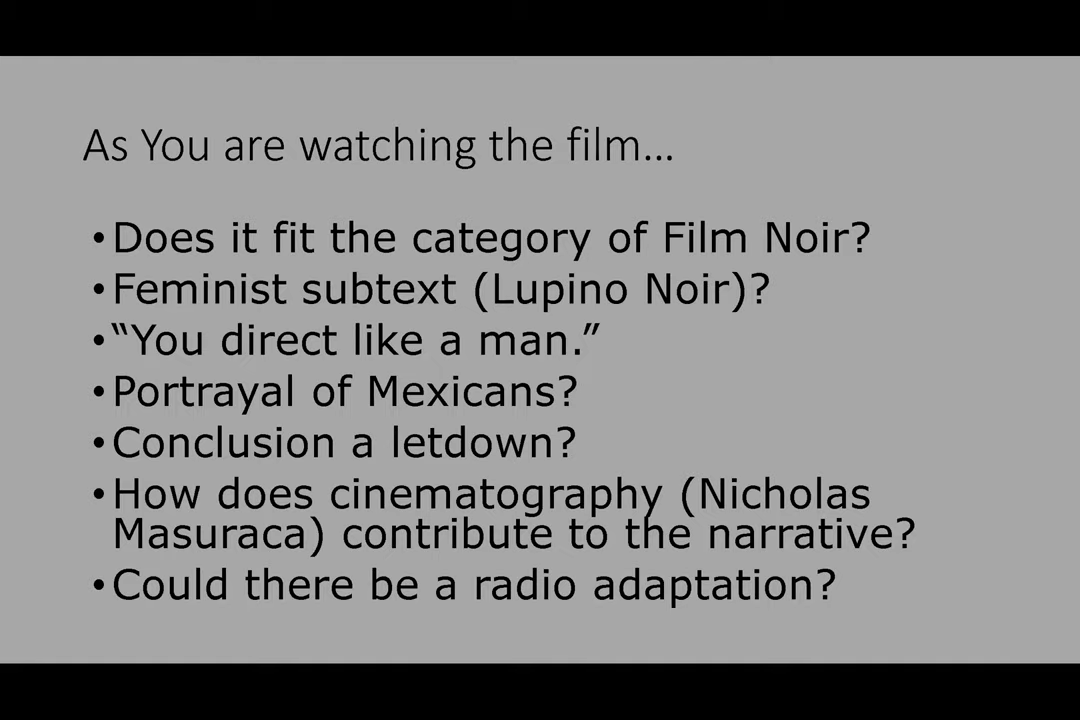 As You are watching the film…
•Does it fit the category of Film Noir?
•Feminist subtext (Lupino Noir)?
•“You direct like a man.”
•Portrayal of Mexicans?
•Conclusion a letdown?
•How does cinematography (Nicholas
Masuraca) contribute to the narrative?
•Could there be a radio adaptation?